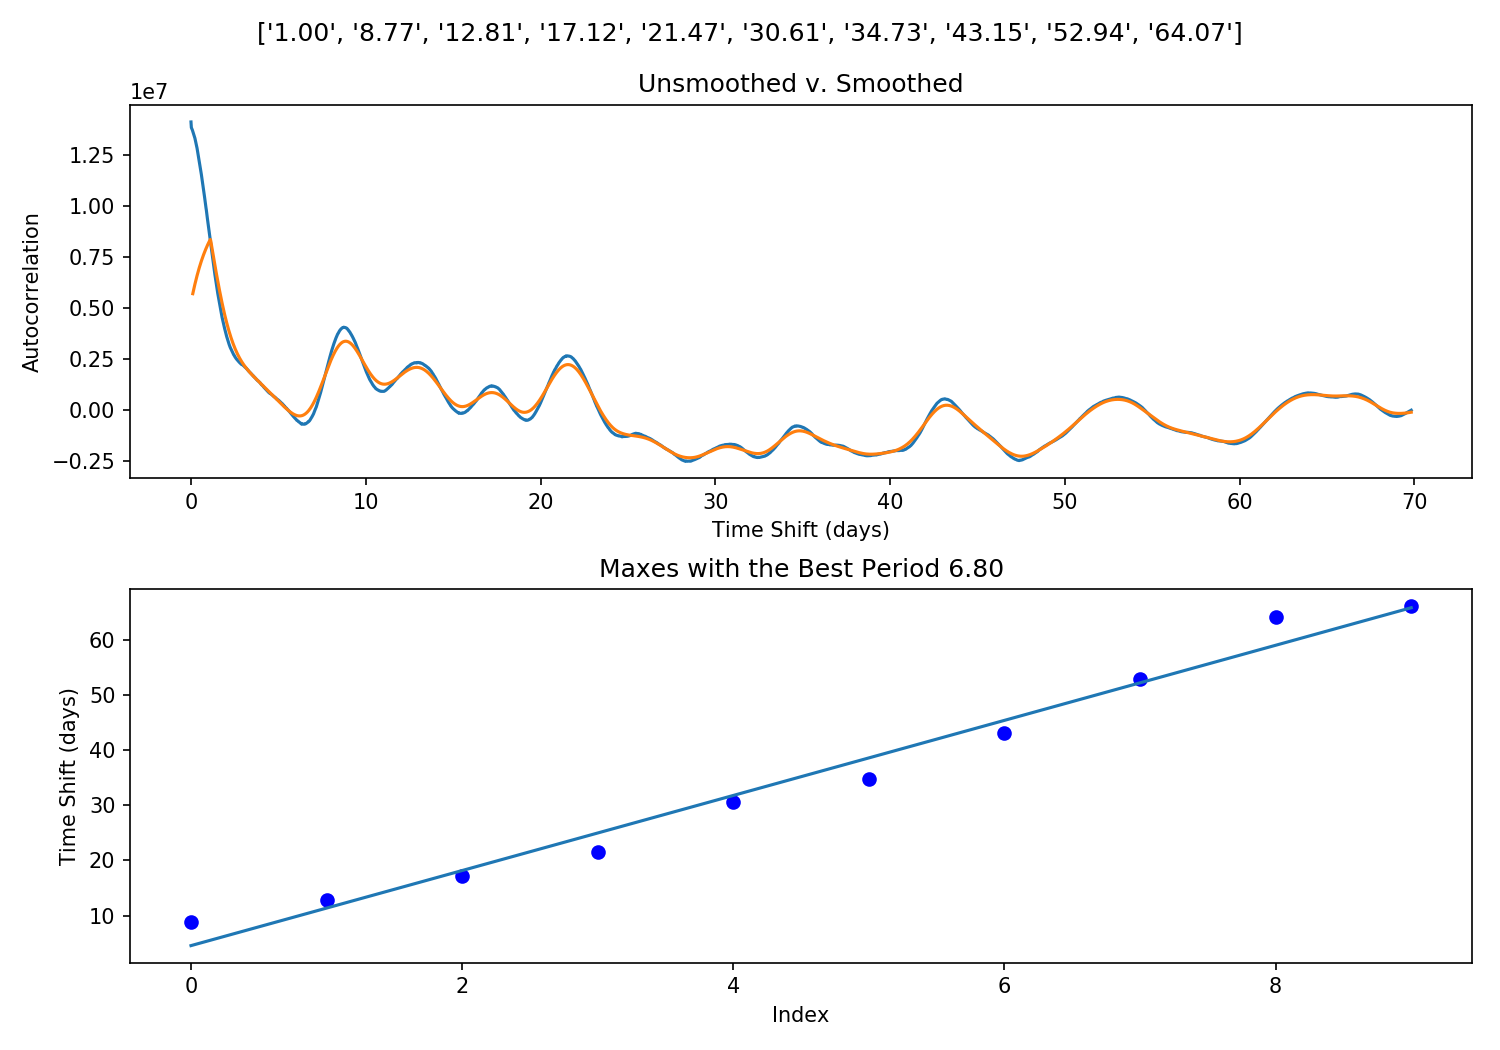 ['1.00', '8.77', '12.81', '17.12', '21.47', '30.61', '34.73', '43.15', '52.94', '64.07']
Unsmoothed v. Smoothed
1e7
1.25
1.00
0.75
0.50
0.25
0.00
−0.25
Autocorrelation
0 10 20 30 40 50 60 70
Time Shift (days)
Maxes with the Best Period 6.80
60
50
40
30
20
10
Time Shift (days)
0 2 4 6 8
Index